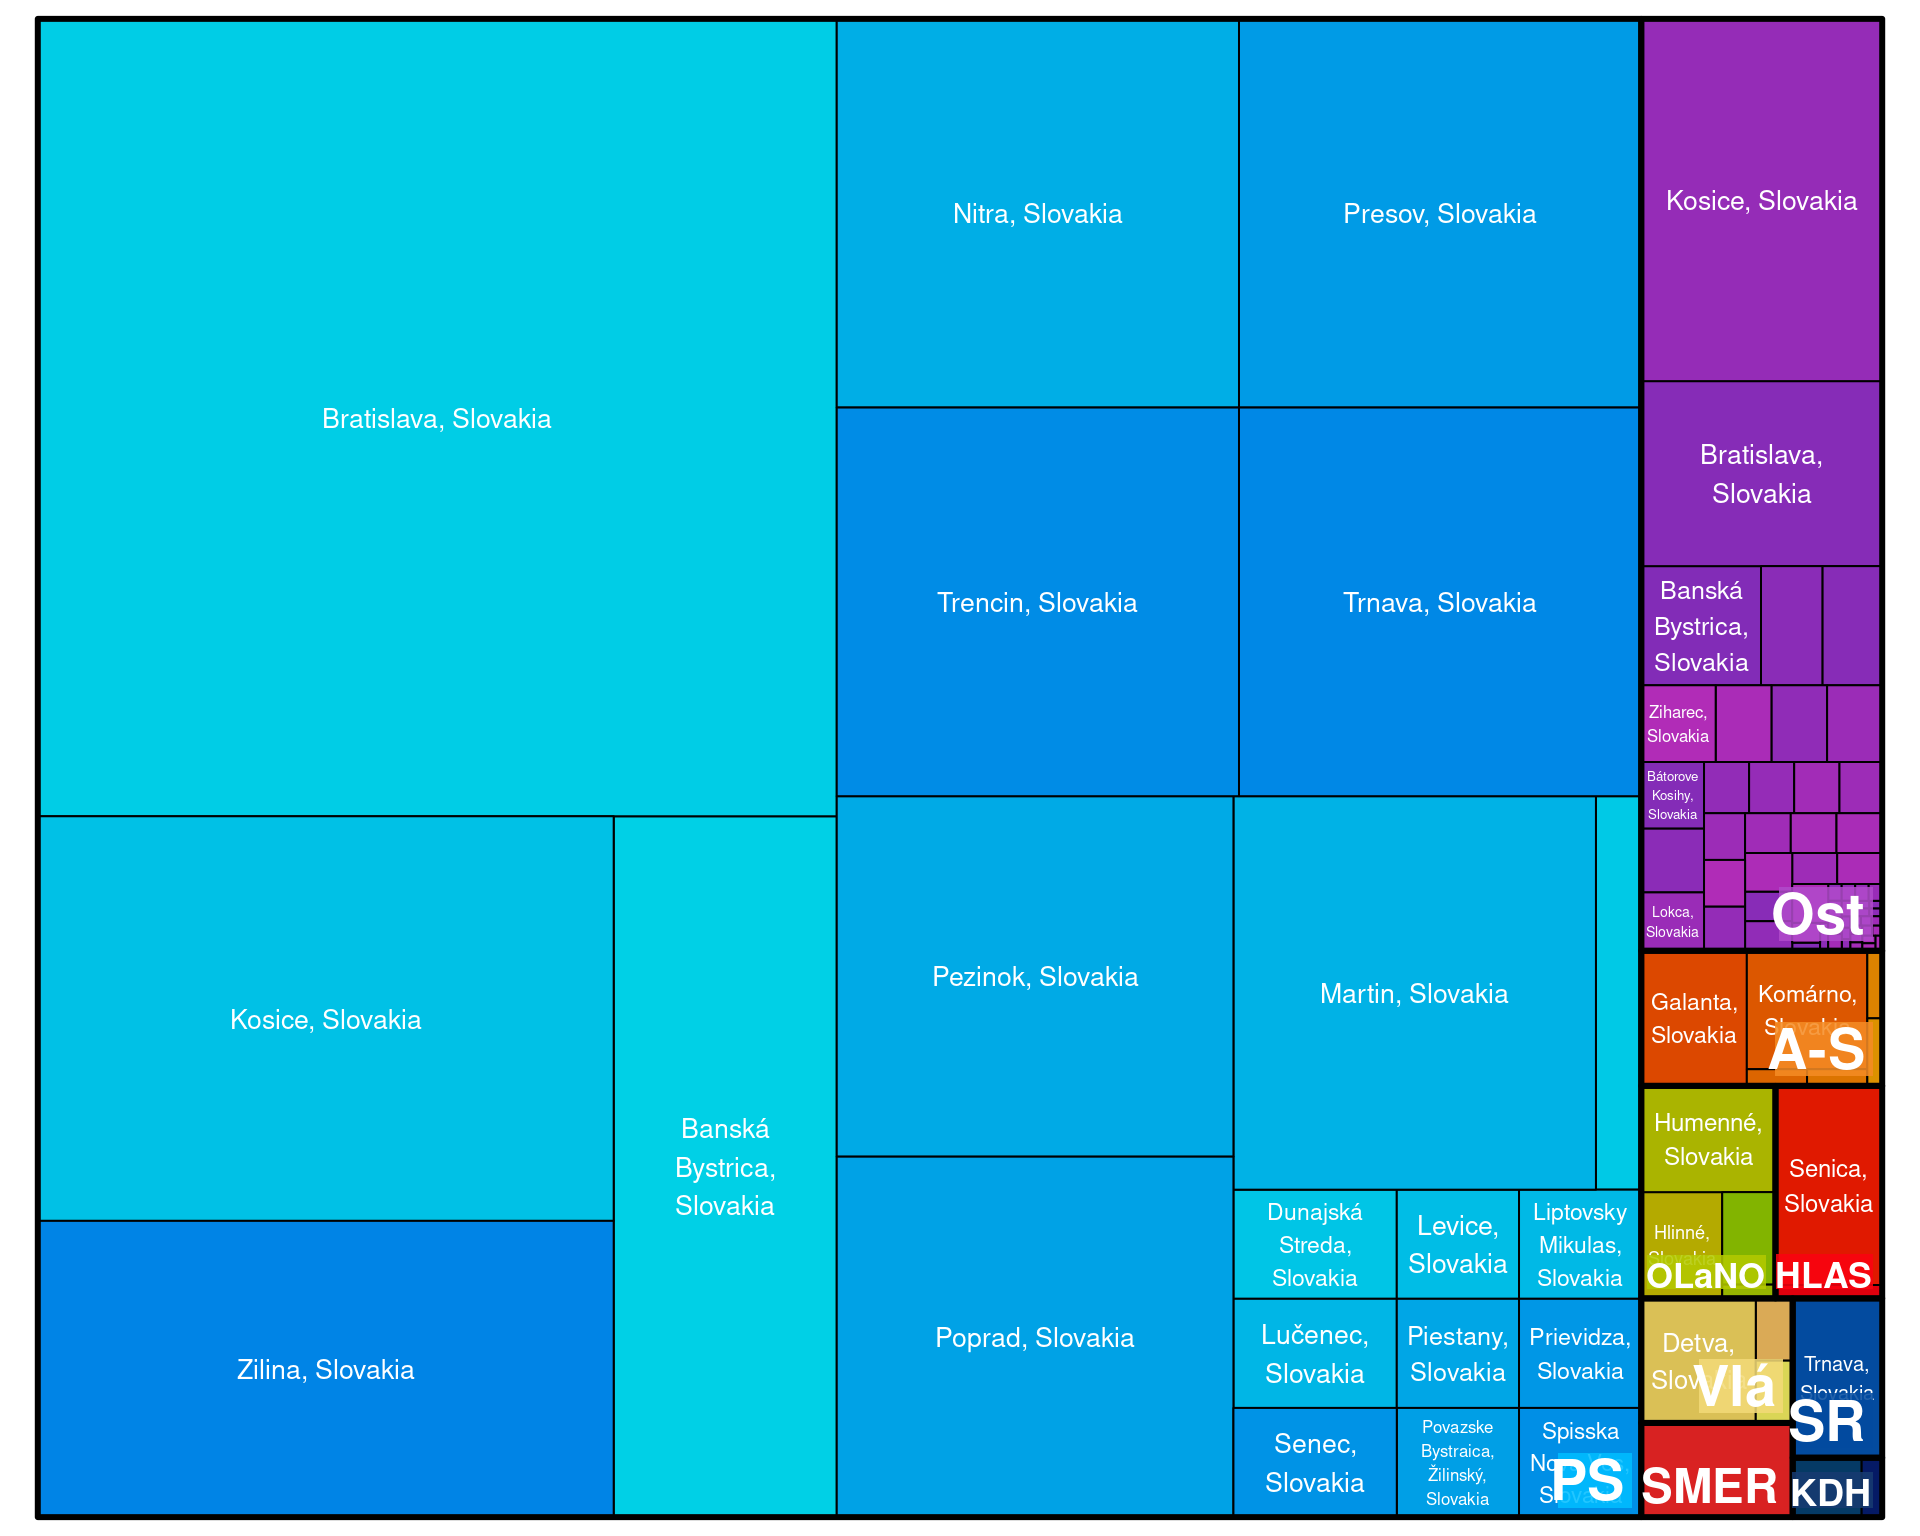 Bratislava, Slovakia
Kosice, Slovakia
Zilina, Slovakia
Banská
Bystrica,
Slovakia
Nitra, Slovakia
Presov, Slovakia
Trencin, Slovakia
Trnava, Slovakia
Pezinok, Slovakia
Poprad, Slovakia
Martin, Slovakia
Dunajská
Streda,
Slovakia
Levice,
Slovakia
Liptovsky
Mikulas,
Slovakia
Lučenec,
Slovakia
Piestany,
Slovakia
Prievidza,
Slovakia
Senec,
Slovakia
Povazske
Bystraica,
Žilinský,
Slovakia
Spisska
PS
Kosice, Slovakia
Bratislava,
Slovakia
Banská
Bystrica,
Slovakia
Ziharec,
Slovakia
Bátorove
Kosihy,
Slovakia
Lokca,
Slovakia
Ost
Galanta,
Slovakia
Komárno,
Slovakia
A-S
Humenné,
Slovakia
Hlinné,
Slovakia
OLaNO
Senica,
Slovakia
HLAS
Detva,
Vlá
Trnava,
Slovakia
SR
SMER
KDH